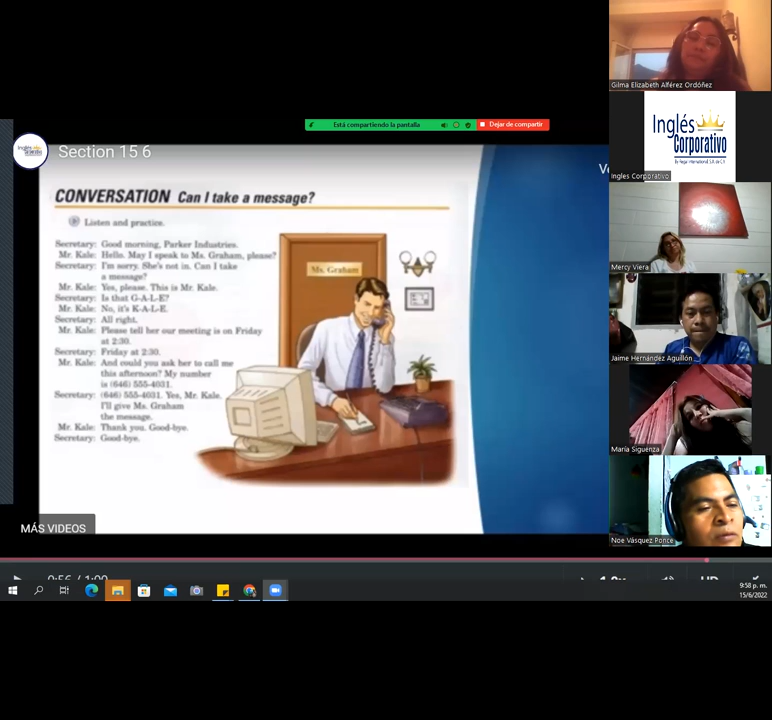 Está compartiendo la pantalla
Dejar de compartir
Inglés
Corporativo
Section 15 6
CONVERSATION Can I take a message?
Listen and practice.
Secretary: Good morning, Parker Industries.
Mr. Kale: Hello. May I speak to Ms. Graham, please?
Secretary: I'm sorry. She's not in. Can I take
a message?
Mr. Kale: Yes, please. This is Mr. Kale.
Secretary: Is that G-A-L-E?
Mr. Kale: No, it's K-A-L-E.
Secretary: All right.
Mr. Kale: Please tell her our meeting is on Friday
at 2:30.
Secretary: Friday at 2:30.
Mr. Kale: And could you ask her to call me
this afternoon? My number
is (646) 555-4031.
Secretary: (646) 555-4031. Yes, Mr. Kale.
I'll give Ms. Graham
the message.
Mr. Kale: Thank you. Good-bye.
Secretary: Good-bye.
Ms. Graham
MÁS VIDEOS
0:56 / 1:00
HD
9:58 p. m.
15/6/2022
Gilma Elizabeth Alférez Ordóñez
Inglés
Corporativo
Ingles Corporativo
Mercy Viera
Jaime Hernández Aguillón
María Siguenza
Noe Vásquez Ponce